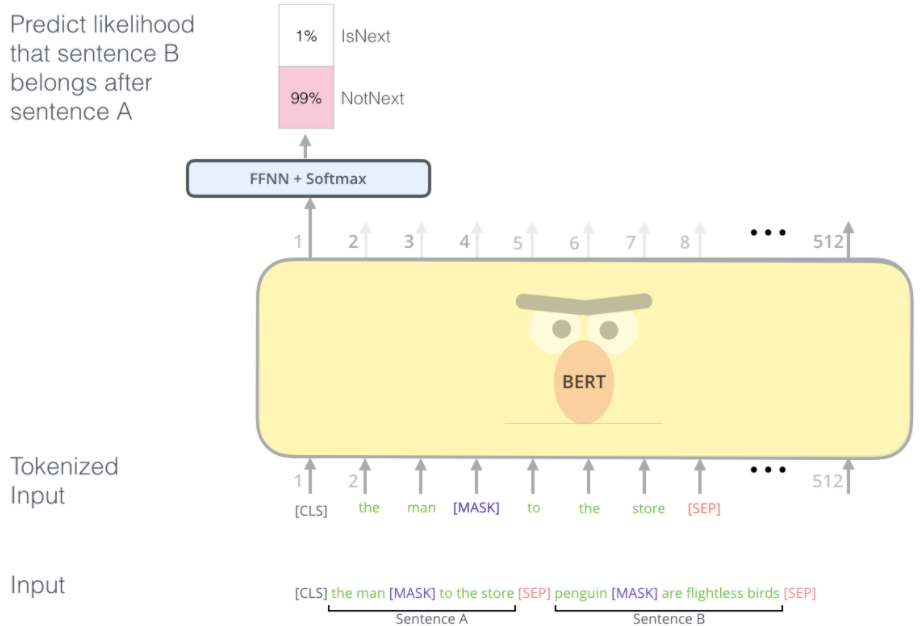 Predict likelihood
that sentence B
belongs after
sentence A
1% IsNext
99% NotNext
FFNN + Softmax
1 2 3 4 5 6 7 8 ••• 512
BERT
Tokenized
Input
1 2 ••• 512
[CLS] the man [MASK] to the store [SEP]
Input
[CLS] the man [MASK] to the store [SEP] penguin [MASK] are flightless birds [SEP]
Sentence A Sentence B